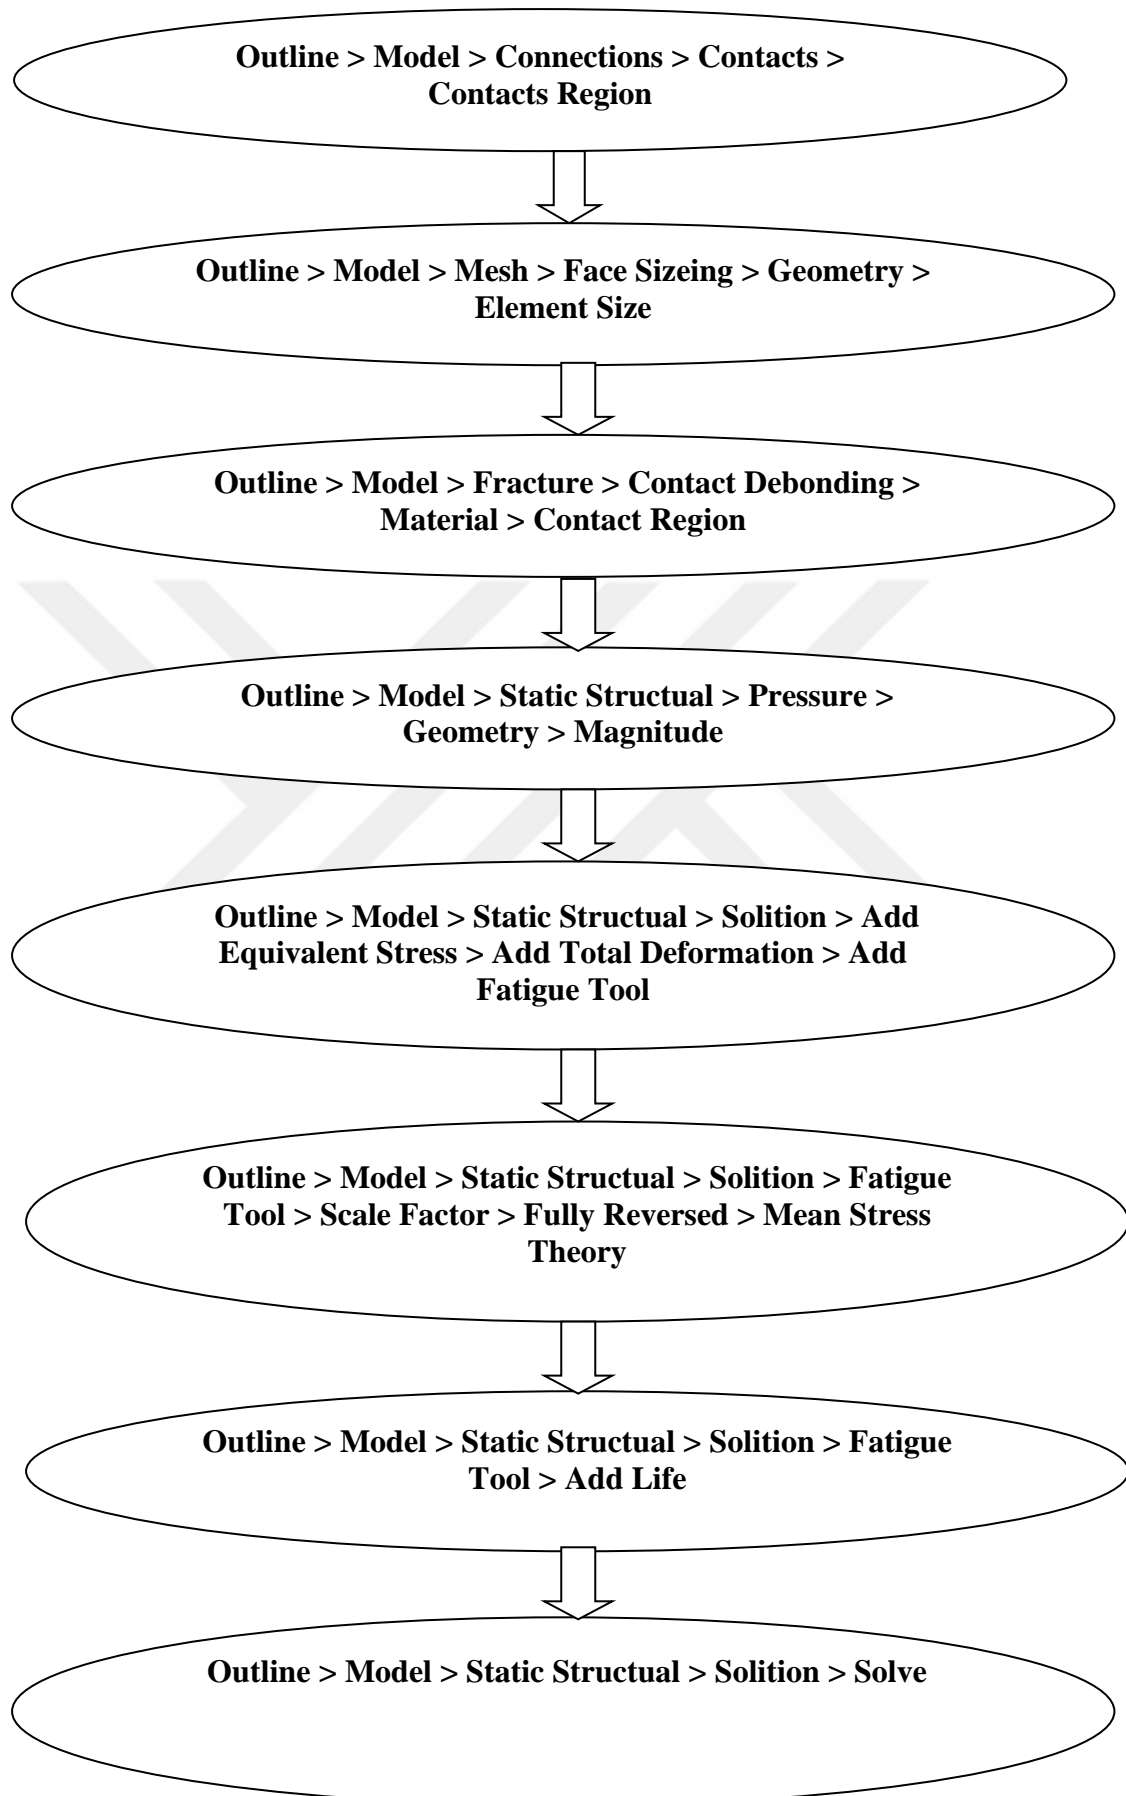 Outline > Model > Connections > Contacts >
Contacts Region
Outline > Model > Mesh > Face Sizeing > Geometry >
Element Size
Outline > Model > Fracture > Contact Debonding >
Material > Contact Region
Outline > Model > Static Structual > Pressure >
Geometry > Magnitude
Outline > Model > Static Structual > Solition > Add
Equivalent Stress > Add Total Deformation > Add
Fatigue Tool
Outline > Model > Static Structual > Solition > Fatigue
Tool > Scale Factor > Fully Reversed > Mean Stress
Theory
Outline > Model > Static Structual > Solition > Fatigue
Tool > Add Life
Outline > Model > Static Structual > Solition > Solve